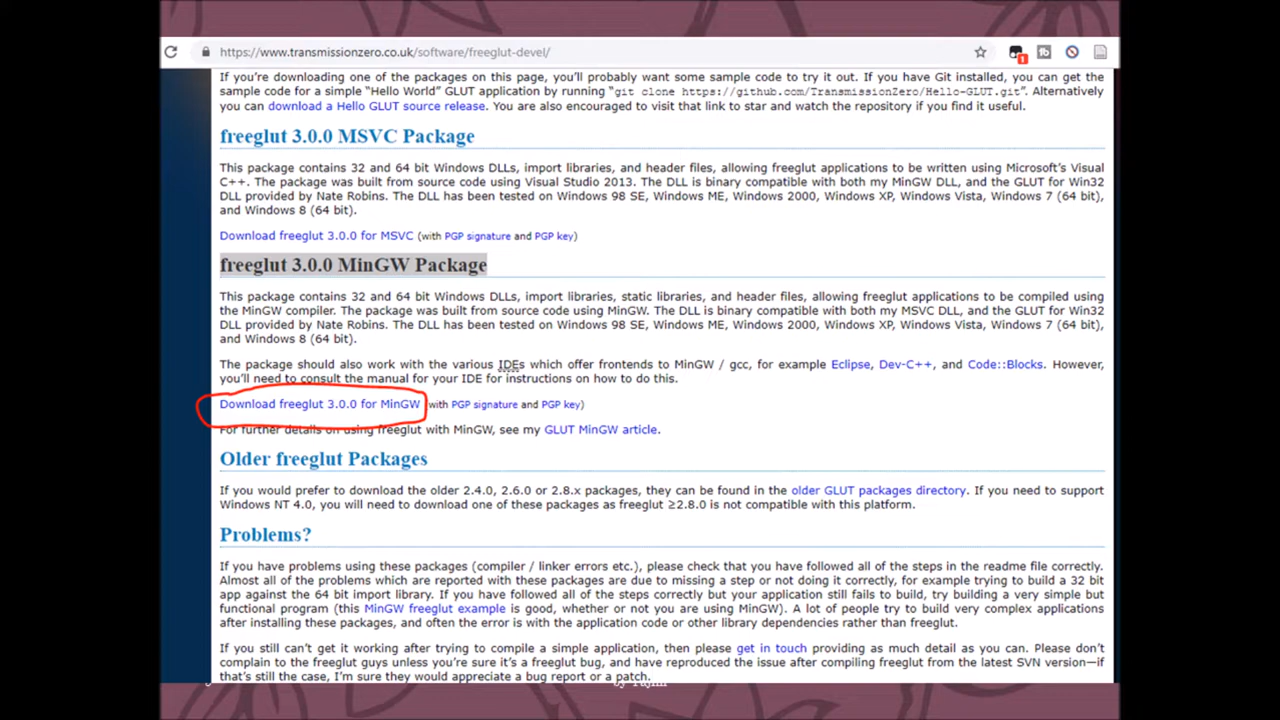 https://www.transmissionzero.co.uk/software/freeglut-devel/
1
If you're downloading one of the packages on this page, you'll probably want some sample code to try it out. If you have Git installed, you can get the
sample code for a simple “Hello World” GLUT application by running “git clone https://github.com/TransmissionZero/Hello-GLUT.git”. Alternatively
you can download a Hello GLUT source release. You are also encouraged to visit that link to star and watch the repository if you find it useful.
freeglut 3.0.0 MSVC Package
This package contains 32 and 64 bit Windows DLLs, import libraries, and header files, allowing freeglut applications to be written using Microsoft's Visual
C++. The package was built from source code using Visual Studio 2013. The DLL is binary compatible with both my MinGW DLL, and the GLUT for Win32
DLL provided by Nate Robins. The DLL has been tested on Windows 98 SE, Windows ME, Windows 2000, Windows XP, Windows Vista, Windows 7 (64 bit),
and Windows 8 (64 bit).
Download freeglut 3.0.0 for MSVC (with PGP signature and PGP key)
freeglut 3.0.0 MinGW Package
This package contains 32 and 64 bit Windows DLLs, import libraries, static libraries, and header files, allowing freeglut applications to be compiled using
the MinGW compiler. The package was built from source code using MinGW. The DLL is binary compatible with both my MSVC DLL, and the GLUT for Win32
DLL provided by Nate Robins. The DLL has been tested on Windows 98 SE, Windows ME, Windows 2000, Windows XP, Windows Vista, Windows 7 (64 bit),
and Windows 8 (64 bit).
The package should also work with the various IDEs which offer frontends to MinGW / gcc, for example Eclipse, Dev-C++, and Code::Blocks. However,
you'll need to consult the manual for your IDE for instructions on how to do this.
Download freeglut 3.0.0 for MinGW (with PGP signature and PGP key)
For further details on using freeglut with MinGW, see my GLUT MinGW article.
Older freeglut Packages
If you would prefer to download the older 2.4.0, 2.6.0 or 2.8.x packages, they can be found in the older GLUT packages directory. If you need to support
Windows NT 4.0, you will need to download one of these packages as freeglut ≥2.8.0 is not compatible with this platform.
Problems?
If you have problems using these packages (compiler / linker errors etc.), please check that you have followed all of the steps in the readme file correctly.
Almost all of the problems which are reported with these packages are due to missing a step or not doing it correctly, for example trying to build a 32 bit
app against the 64 bit import library. If you have followed all of the steps correctly but your application still fails to build, try building a very simple but
functional program (this MinGW freeglut example is good, whether or not you are using MinGW). A lot of people try to build very complex applications
after installing these packages, and often the error is with the application code or other library dependencies rather than freeglut.
If you still can't get it working after trying to compile a simple application, then please get in touch providing as much detail as you can. Please don't
complain to the freeglut guys unless you're sure it's a freeglut bug, and have reproduced the issue after compiling freeglut from the latest SVN version—if
that's still the case, I'm sure they would appreciate a bug report or a patch.